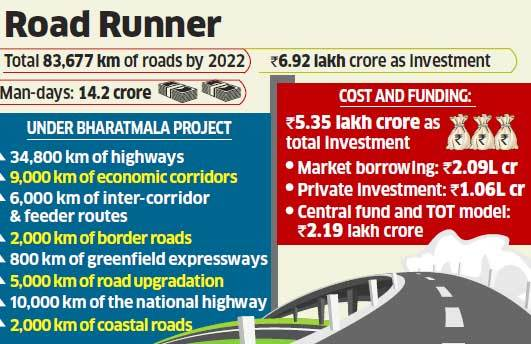 Road Runner
Total 83,677 km of roads by 2022
₹6.92 lakh crore as Investment
Man-days: 14.2 crore
UNDER BHARATMALA PROJECT
34,800 km of highways
9,000 km of economic corridors
6,000 km of inter-corridor
& feeder routes
2,000 km of border roads
800 km of greenfield expressways
5,000 km of road upgradation
10,000 km of the national highway
2,000 km of coastal roads
COST AND FUNDING:
₹5.35 lakh crore as
total Investment
• Market borrowing: ₹2.09L cr
• Private investment: ₹1.06L cr
• Central fund and TOT model:
₹2.19 lakh crore
₹ ₹ ₹